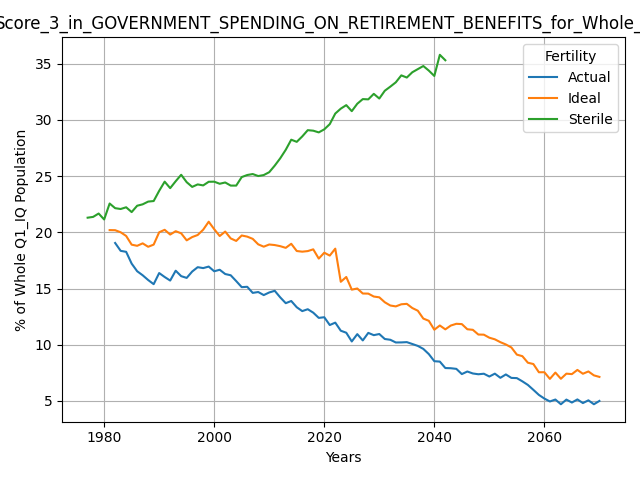 Score_3_in_GOVERNMENT_SPENDING_ON_RETIREMENT_BENEFITS_for_Whole_
Fertility
Actual
Ideal
Sterile
% of Whole Q1_IQ Population
35
30
25
20
15
10
5
1980 2000 2020 2040 2060
Years